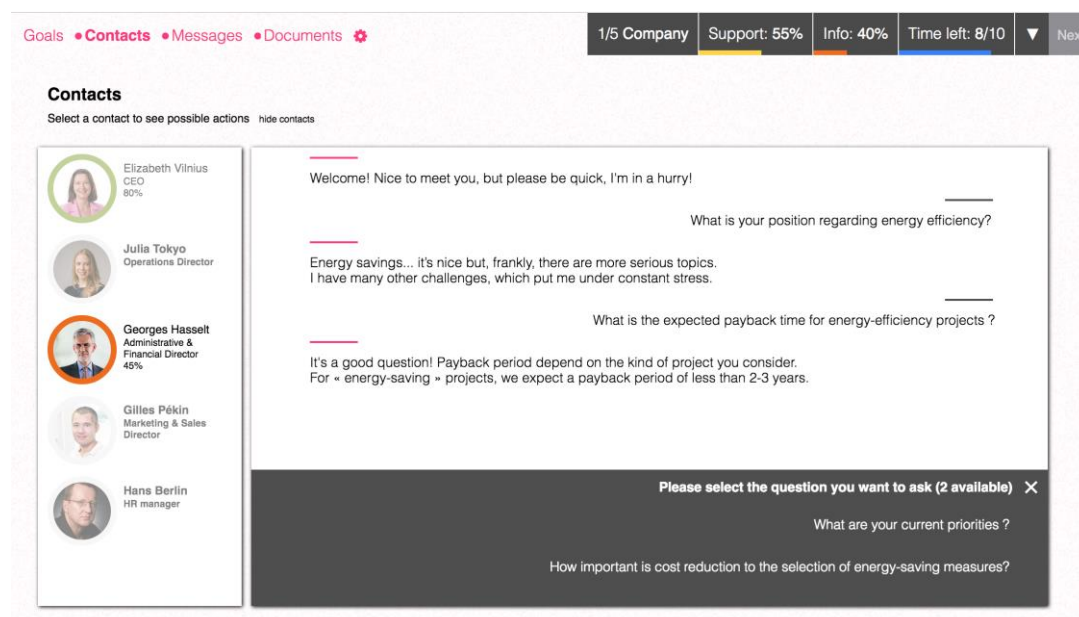 Goals • Contacts • Messages • Documents
1/5 Company Support: 55% Info: 40% Time left: 8/10 ▼ Nex
Contacts
Select a contact to see possible actions hide contacts
Elizabeth Vilnius
CEO
80%
Julia Tokyo
Operations Director
Georges Hasselt
Administrative &
Financial Director
45%
Gilles Pékin
Marketing & Sales
Director
Hans Berlin
HR manager
Welcome! Nice to meet you, but please be quick, I'm in a hurry!
What is your position regarding energy efficiency?
Energy savings... it's nice but, frankly, there are more serious topics.
I have many other challenges, which put me under constant stress.
What is the expected payback time for energy-efficiency projects ?
It's a good question! Payback period depend on the kind of project you consider.
For « energy-saving » projects, we expect a payback period of less than 2-3 years.
Please select the question you want to ask (2 available) ✕
What are your current priorities ?
How important is cost reduction to the selection of energy-saving measures?